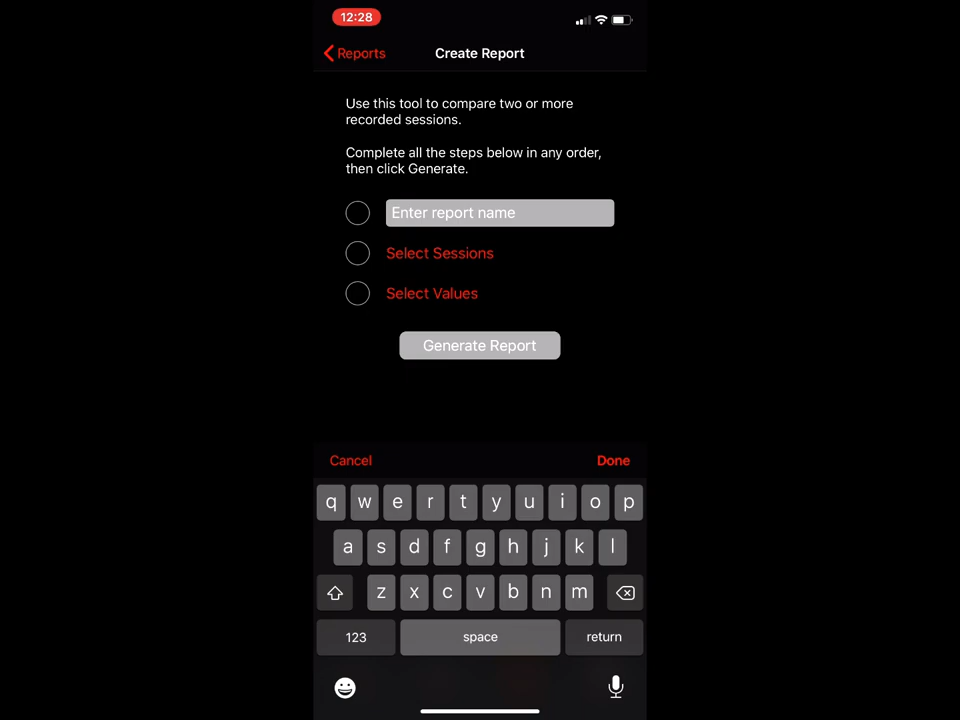 12:28
Reports
Create Report
Use this tool to compare two or more
recorded sessions.
Complete all the steps below in any order,
then click Generate.
Enter report name
Select Sessions
Select Values
Generate Report
Cancel Done
q w e r t y u i o p
a s d f g h j k l
z x c v b n m
123 space return